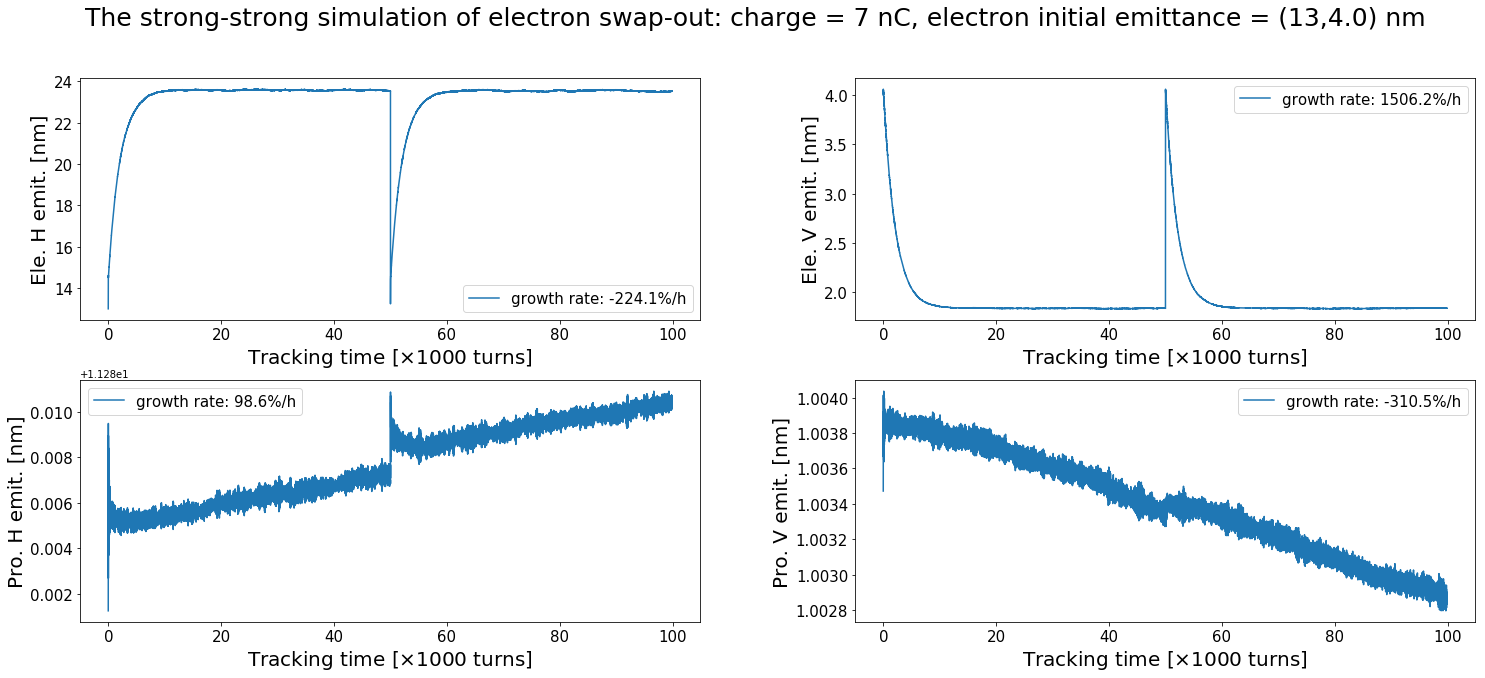 The strong-strong simulation of electron swap-out: charge = 7 nC, electron initial emittance = (13,4.0) nm
Ele. H emit. [nm]
24
22
20
18
16
14
growth rate: -224.1%/h
0 20 40 60 80 100
Tracking time [×1000 turns]
Ele. V emit. [nm]
4.0
3.5
3.0
2.5
2.0
growth rate: 1506.2%/h
0 20 40 60 80 100
Tracking time [×1000 turns]
+1.128e1
Pro. H emit. [nm]
0.010
0.008
0.006
0.004
0.002
growth rate: 98.6%/h
0 20 40 60 80 100
Tracking time [×1000 turns]
Pro. V emit. [nm]
1.0040
1.0038
1.0036
1.0034
1.0032
1.0030
1.0028
growth rate: -310.5%/h
0 20 40 60 80 100
Tracking time [×1000 turns]